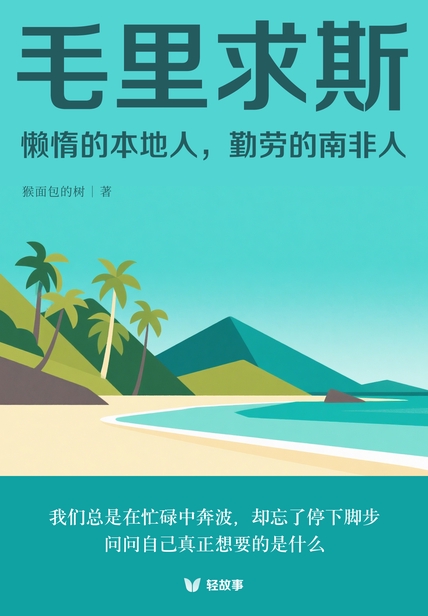 毛里求斯
懒惰的本地人，勤劳的南非人
猴面包的树｜著
我们总是在忙碌中奔波，却忘了停下脚步
问问自己真正想要的是什么
轻故事